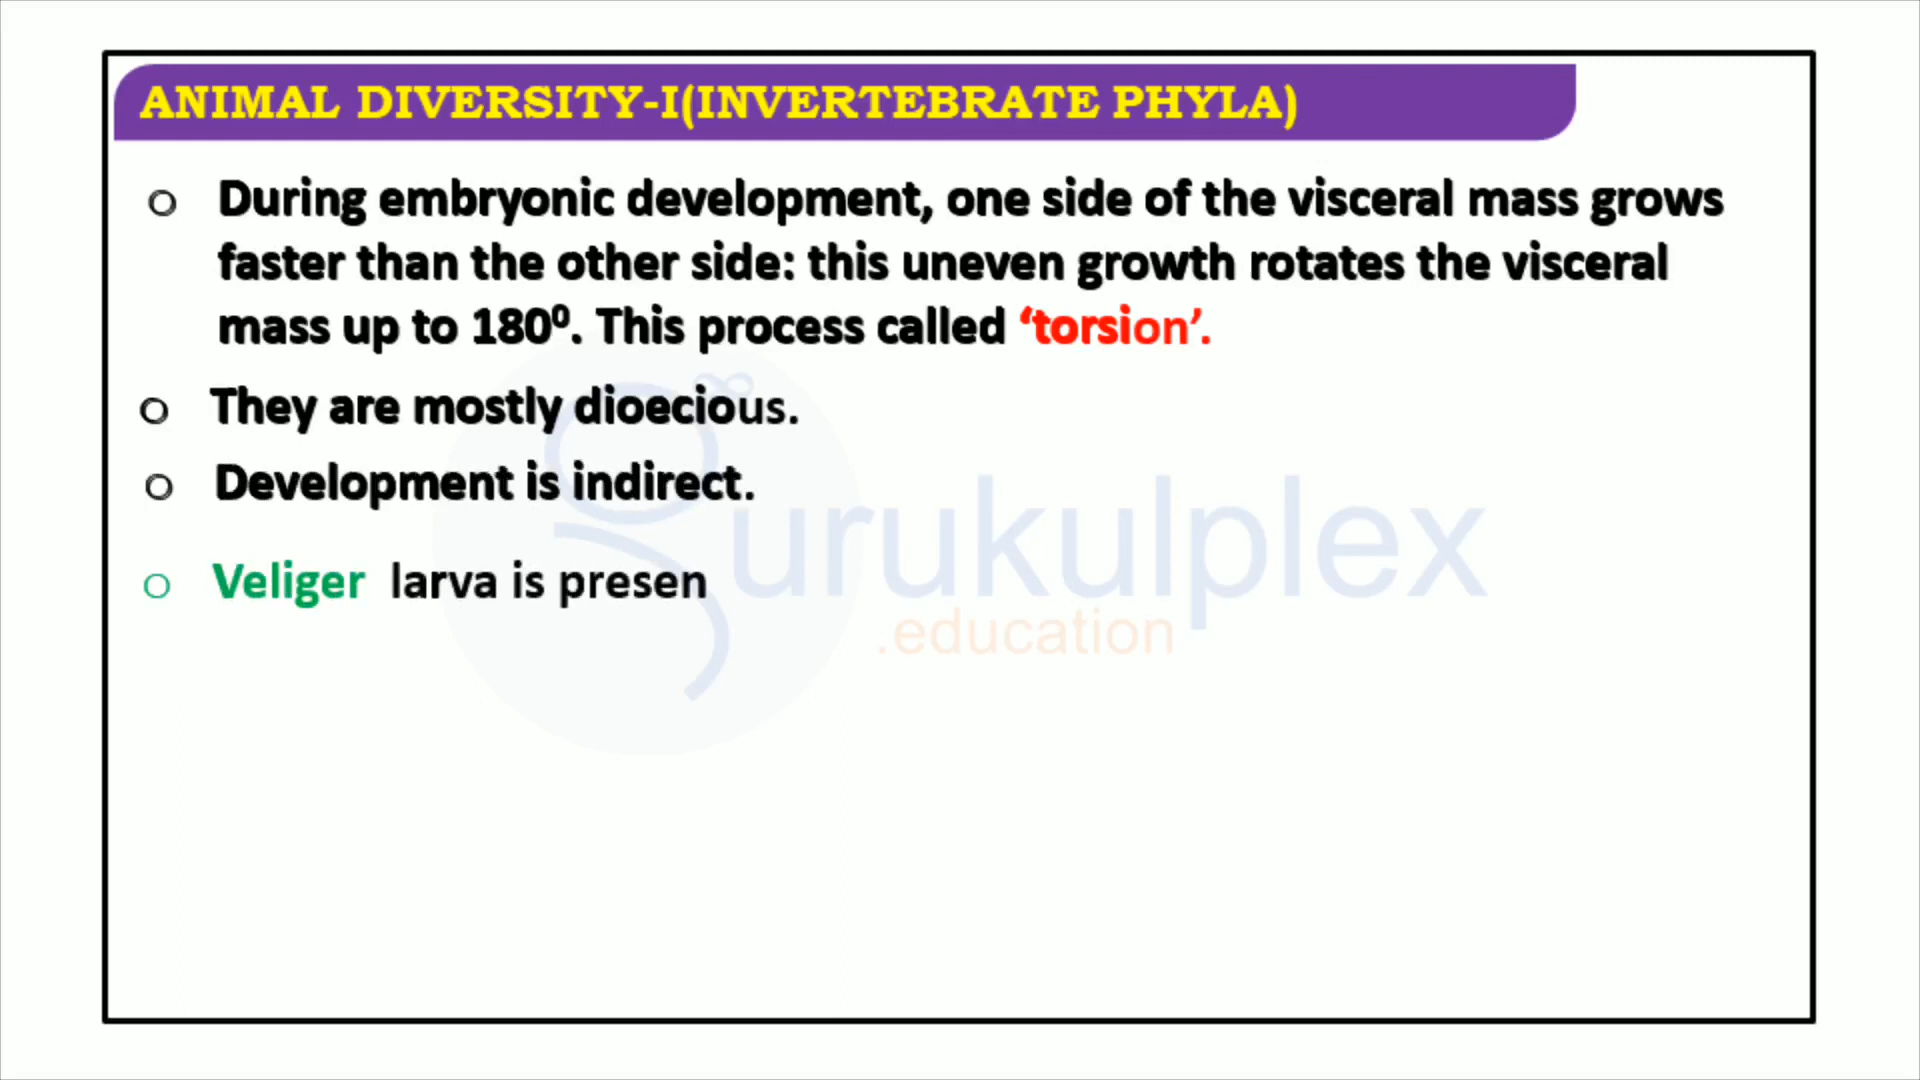 ANIMAL DIVERSITY-I(INVERTEBRATE PHYLA)
o During embryonic development, one side of the visceral mass grows
faster than the other side: this uneven growth rotates the visceral
mass up to 180⁰. This process called ‘torsion’.
o They are mostly dioecious.
o Development is indirect.
o Veliger larva is presen
gurukulplex
.education